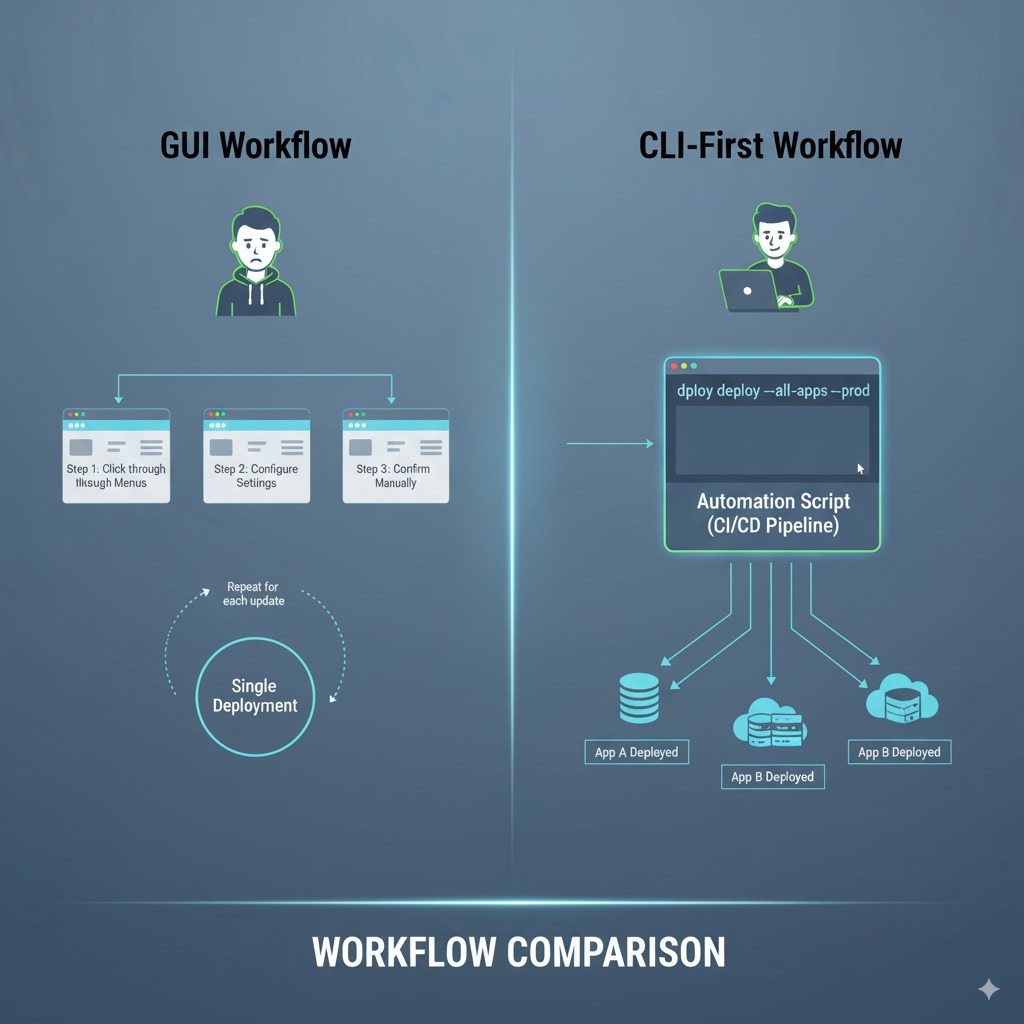 GUI Workflow
CLI-First Workflow
Step 1: Click through
tlısough Menus
Step 2: Configure
Settings
Step 3: Confirm
Manually
Repeat for
each update
Single
Deployment
dploy deploy —all-apps —prod
Automation Script
(CI/CD Pipeline)
App A Depleyed
App B Deployed
App B Deployed
WORKFLOW COMPARISON